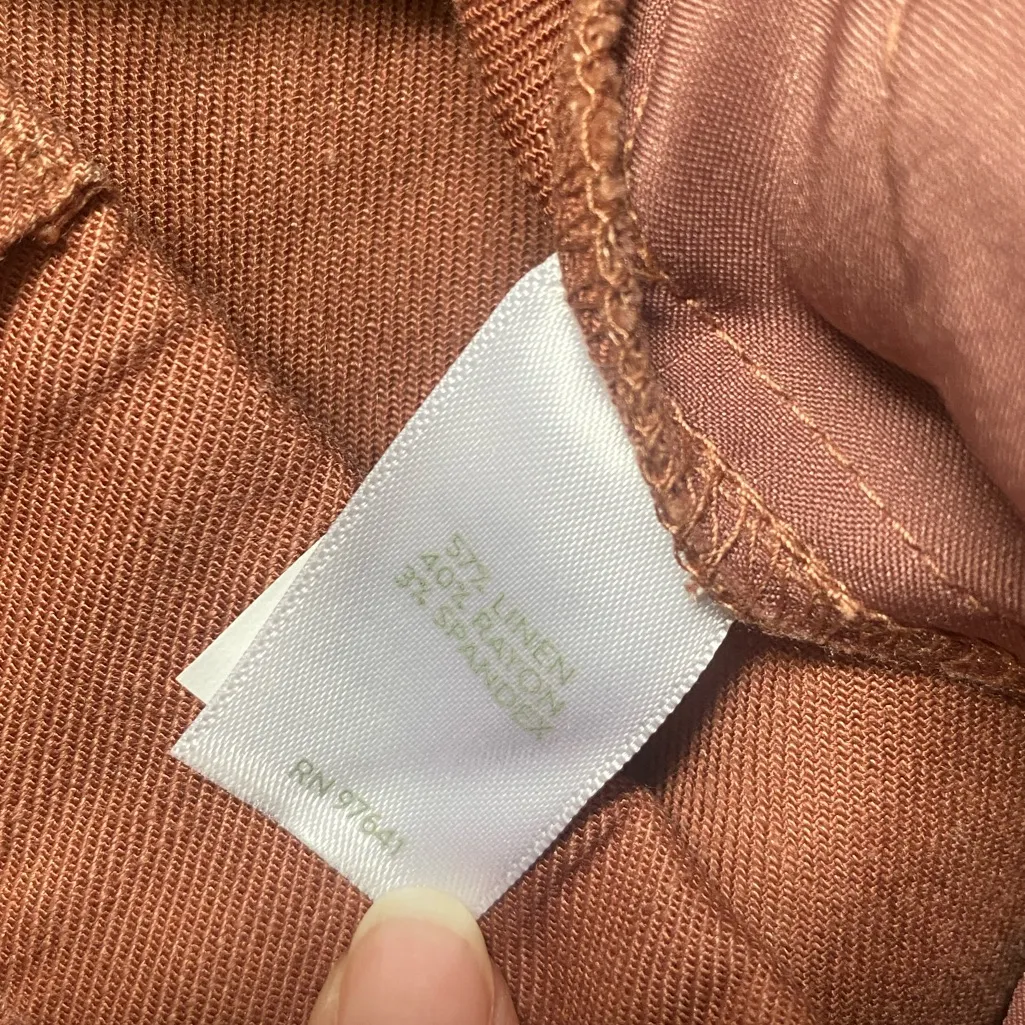 57% LINEN
40% RAYON
3% SPANDEX
RN 97641